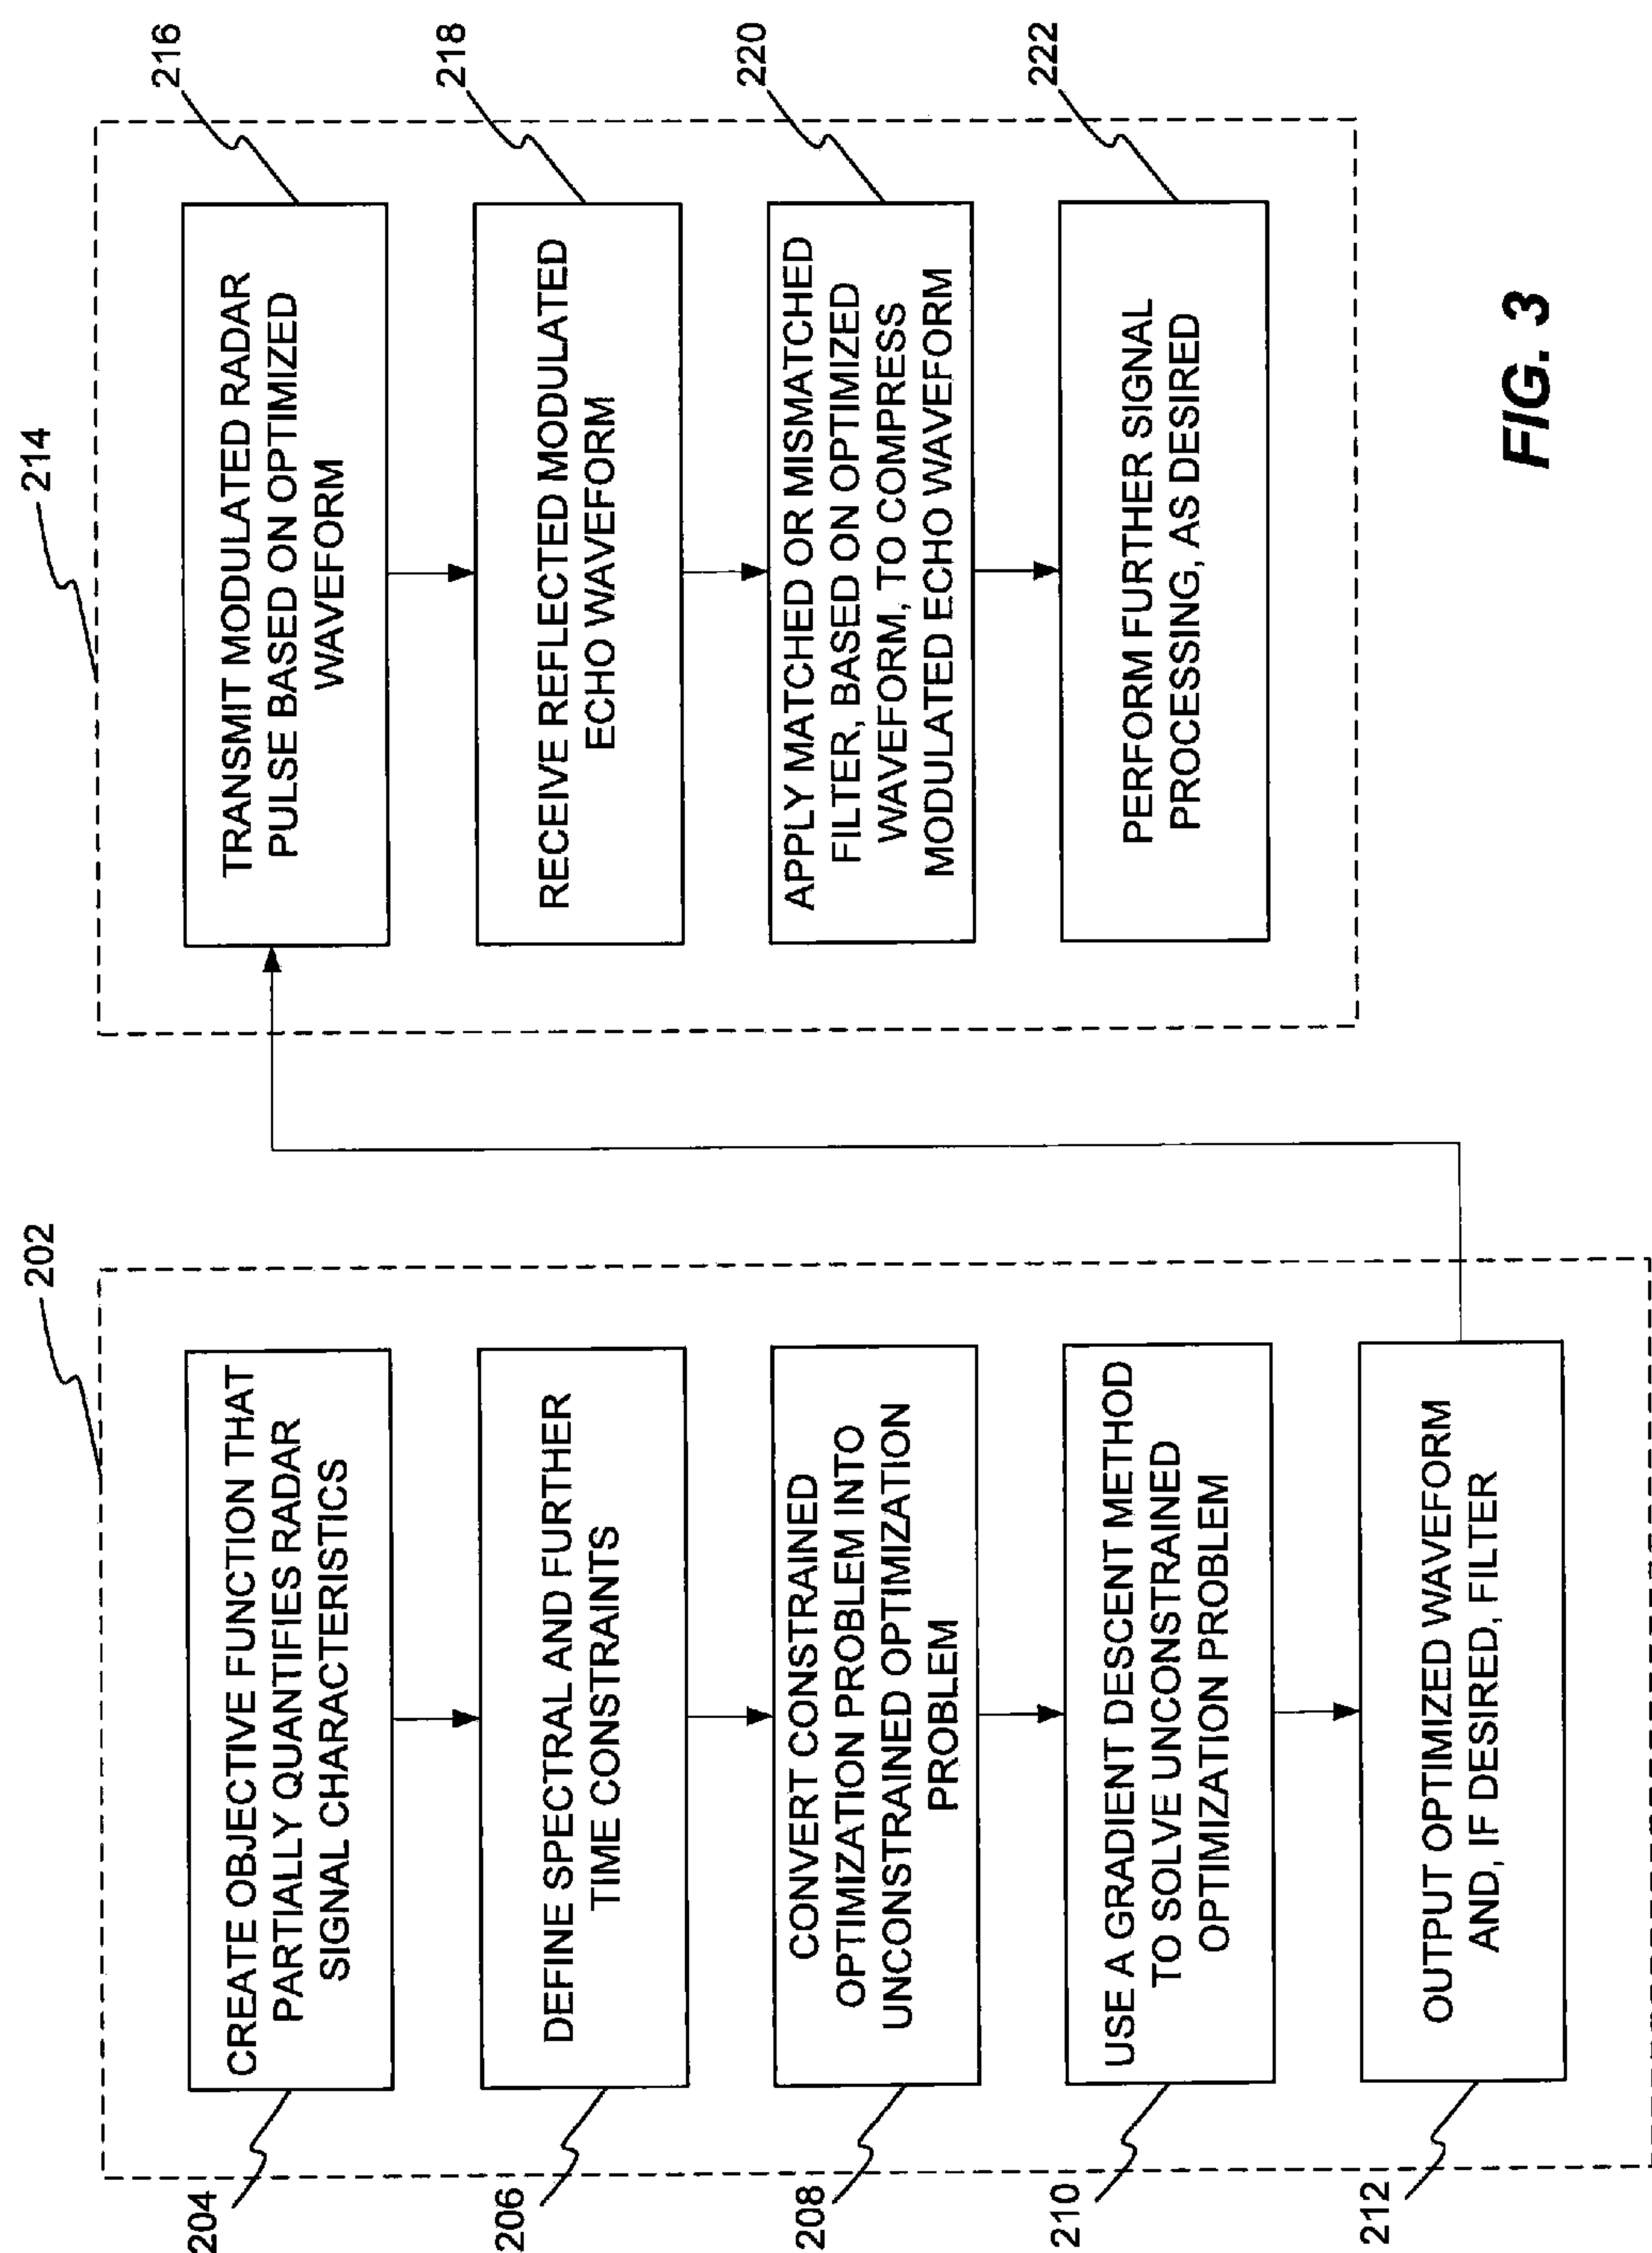 202
204
CREATE OBJECTIVE FUNCTION THAT
PARTIALLY QUANTIFIES RADAR
SIGNAL CHARACTERISTICS
206
DEFINE SPECTRAL AND FURTHER
TIME CONSTRAINTS
208
CONVERT CONSTRAINED
OPTIMIZATION PROBLEM INTO
UNCONSTRAINED OPTIMIZATION
PROBLEM
210
USE A GRADIENT DESCENT METHOD
TO SOLVE UNCONSTRAINED
OPTIMIZATION PROBLEM
212
OUTPUT OPTIMIZED WAVEFORM
AND, IF DESIRED, FILTER
214
216
TRANSMIT MODULATED RADAR
PULSE BASED ON OPTIMIZED
WAVEFORM
218
RECEIVE REFLECTED MODULATED
ECHO WAVEFORM
220
APPLY MATCHED OR MISMATCHED
FILTER, BASED ON OPTIMIZED
WAVEFORM, TO COMPRESS
MODULATED ECHO WAVEFORM
222
PERFORM FURTHER SIGNAL
PROCESSING, AS DESIRED
FIG. 3